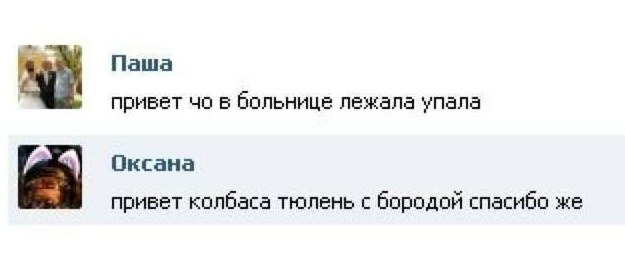 Паша
привет чо в больнице лежала упала
Оксана
привет колбаса тюлень с бородой спасибо же